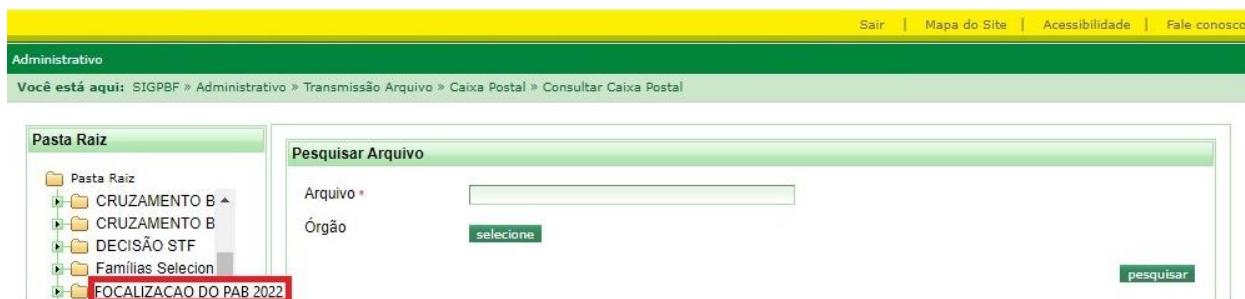 Sair | Mapa do Site | Acessibilidade | Fale conosco
Administrativo
Você está aqui: SIGPBF » Administrativo » Transmissão Arquivo » Caixa Postal » Consultar Caixa Postal
Pasta Raiz
Pasta Raiz
CRUZAMENTO B
CRUZAMENTO B
DECISÃO STF
Famílias Selecion
FOCALIZACAO DO PAB 2022
Pesquisar Arquivo
Arquivo *
Órgão
selecione
pesquisar